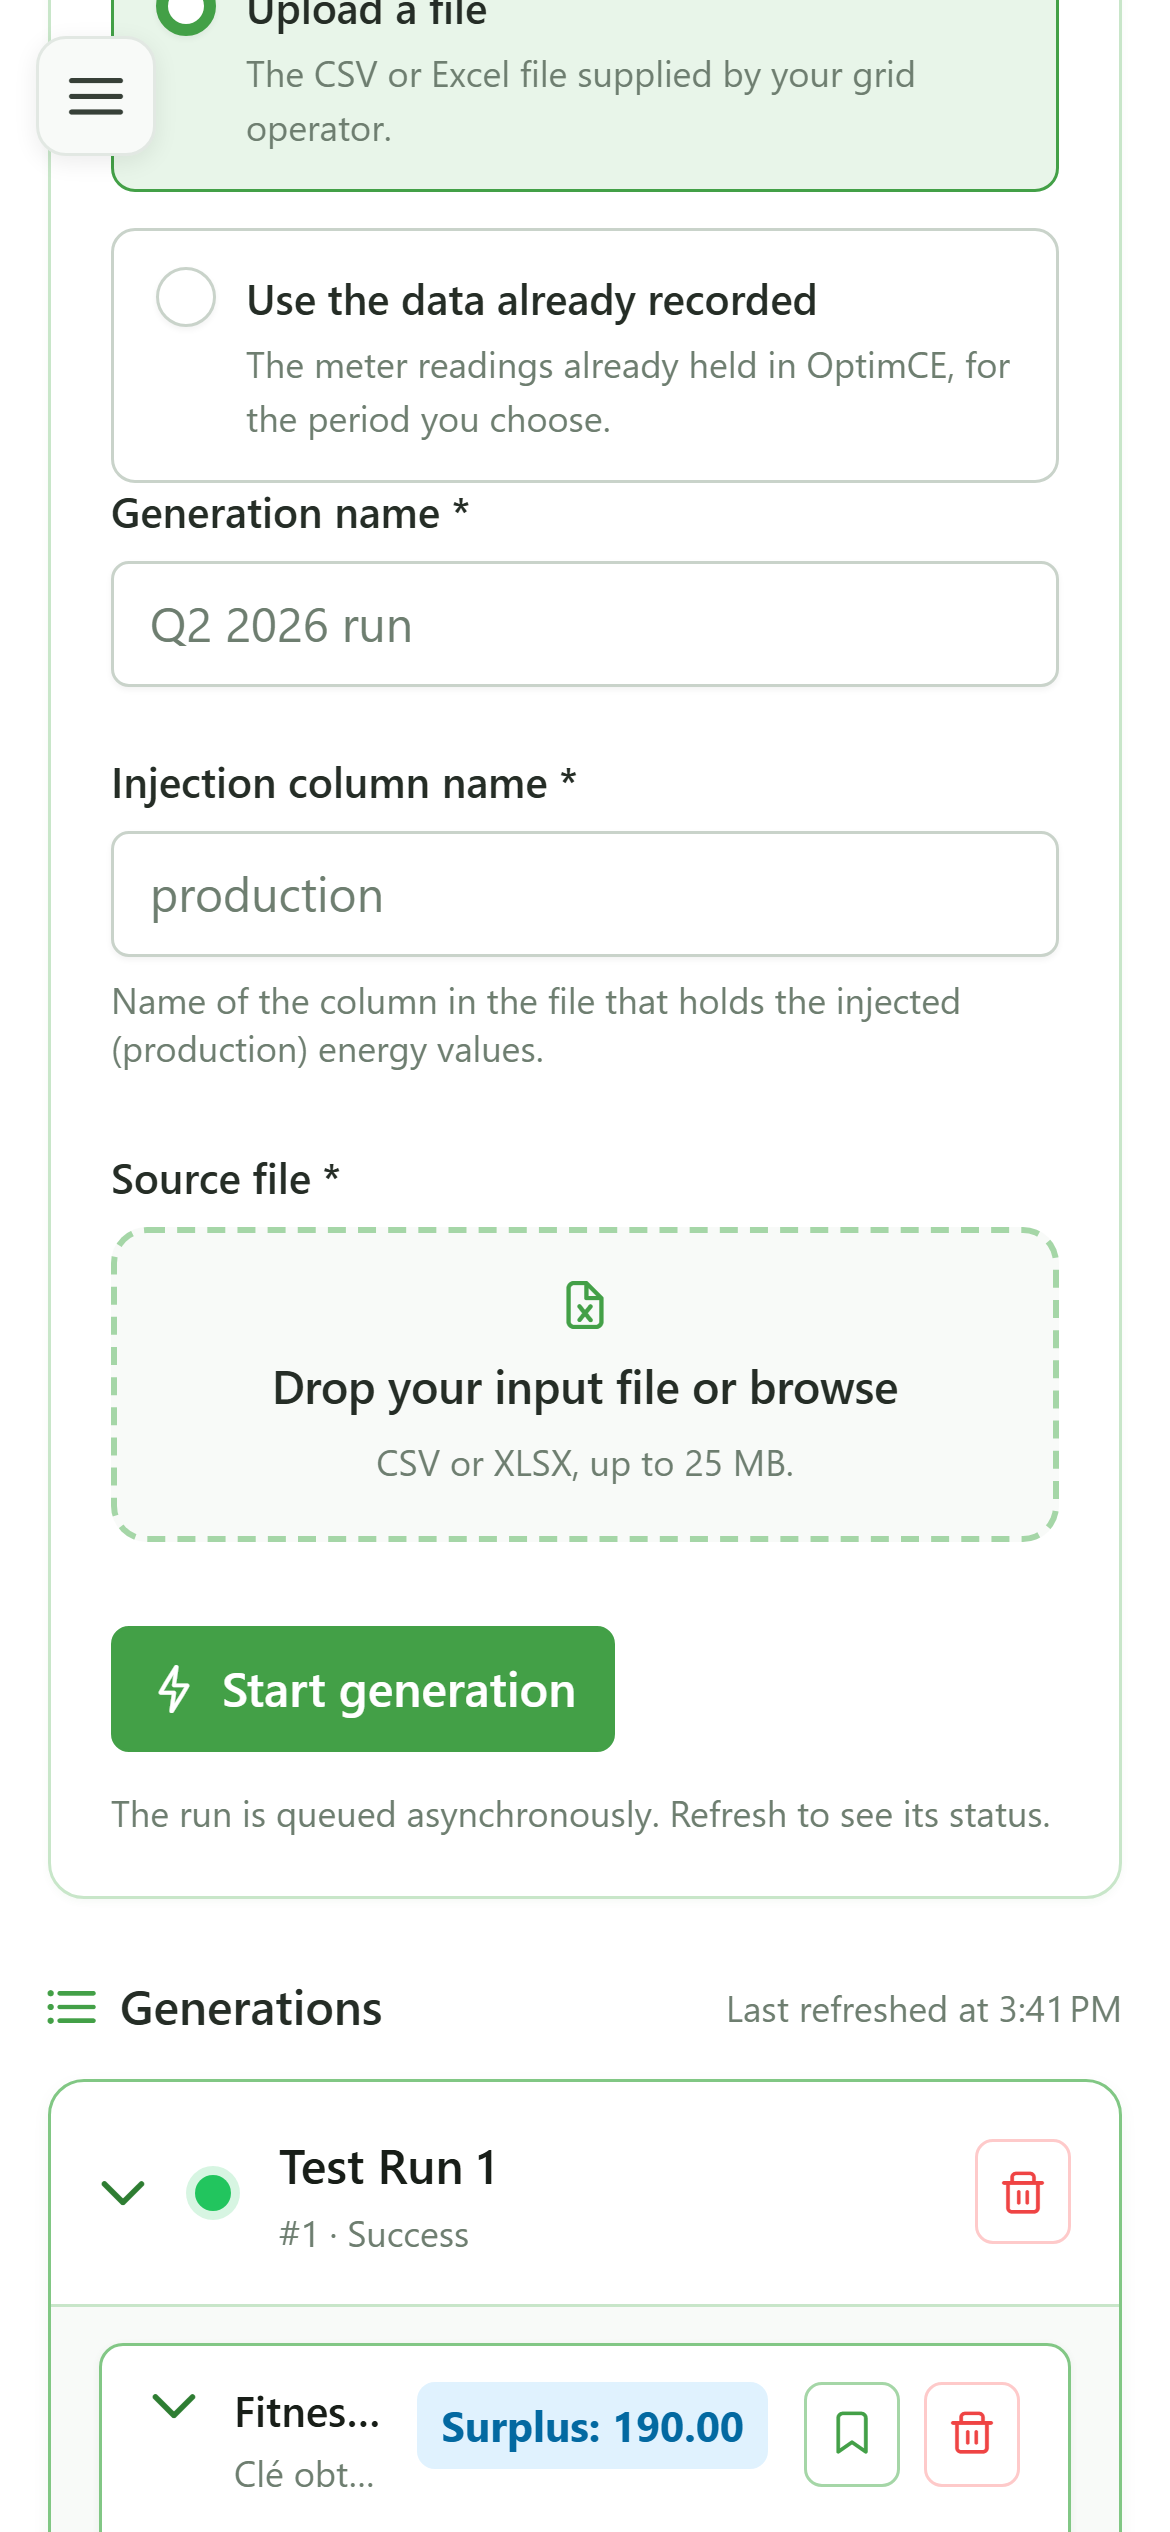 Upload a file
The CSV or Excel file supplied by your grid
operator.
Use the data already recorded
The meter readings already held in OptimCE, for
the period you choose.
Generation name *
Q2 2026 run
Injection column name *
production
Name of the column in the file that holds the injected
(production) energy values.
Source file *
Drop your input file or browse
CSV or XLSX, up to 25 MB.
Start generation
The run is queued asynchronously. Refresh to see its status.
Generations
Last refreshed at 3:41 PM
Test Run 1
#1 · Success
Fitnes...
Surplus: 190.00
Clé obt...